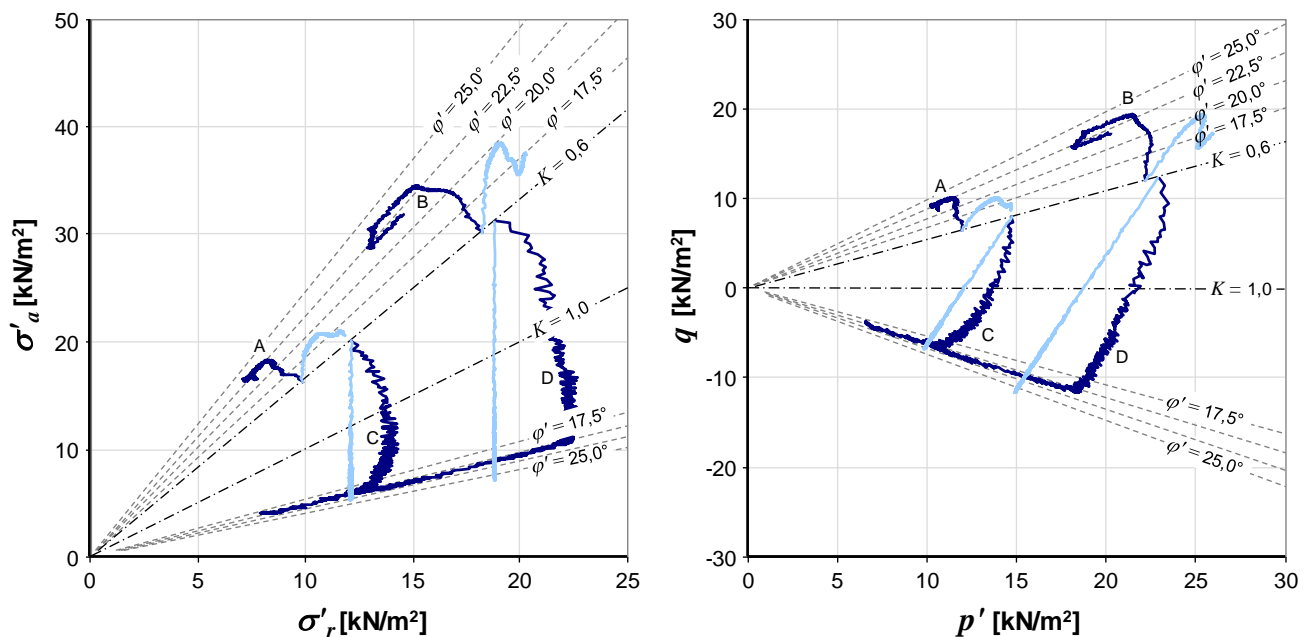 50
40
30
20
10
0
0
5
10
15
20
25
σ'a [kN/m²]
σ'r [kN/m²]
φ' = 25,0°
φ' = 22,5°
φ' = 20,0°
φ' = 17,5°
K = 0,6
K = 1,0
A
B
C
D
φ' = 17,5°
φ' = 25,0°
30
20
10
0
-10
-20
-30
0
5
10
15
20
25
30
q [kN/m²]
p' [kN/m²]
φ' = 25,0°
φ' = 22,5°
φ' = 20,0°
φ' = 17,5°
K = 0,6
K = 1,0
A
B
C
D
φ' = 17,5°
φ' = 25,0°